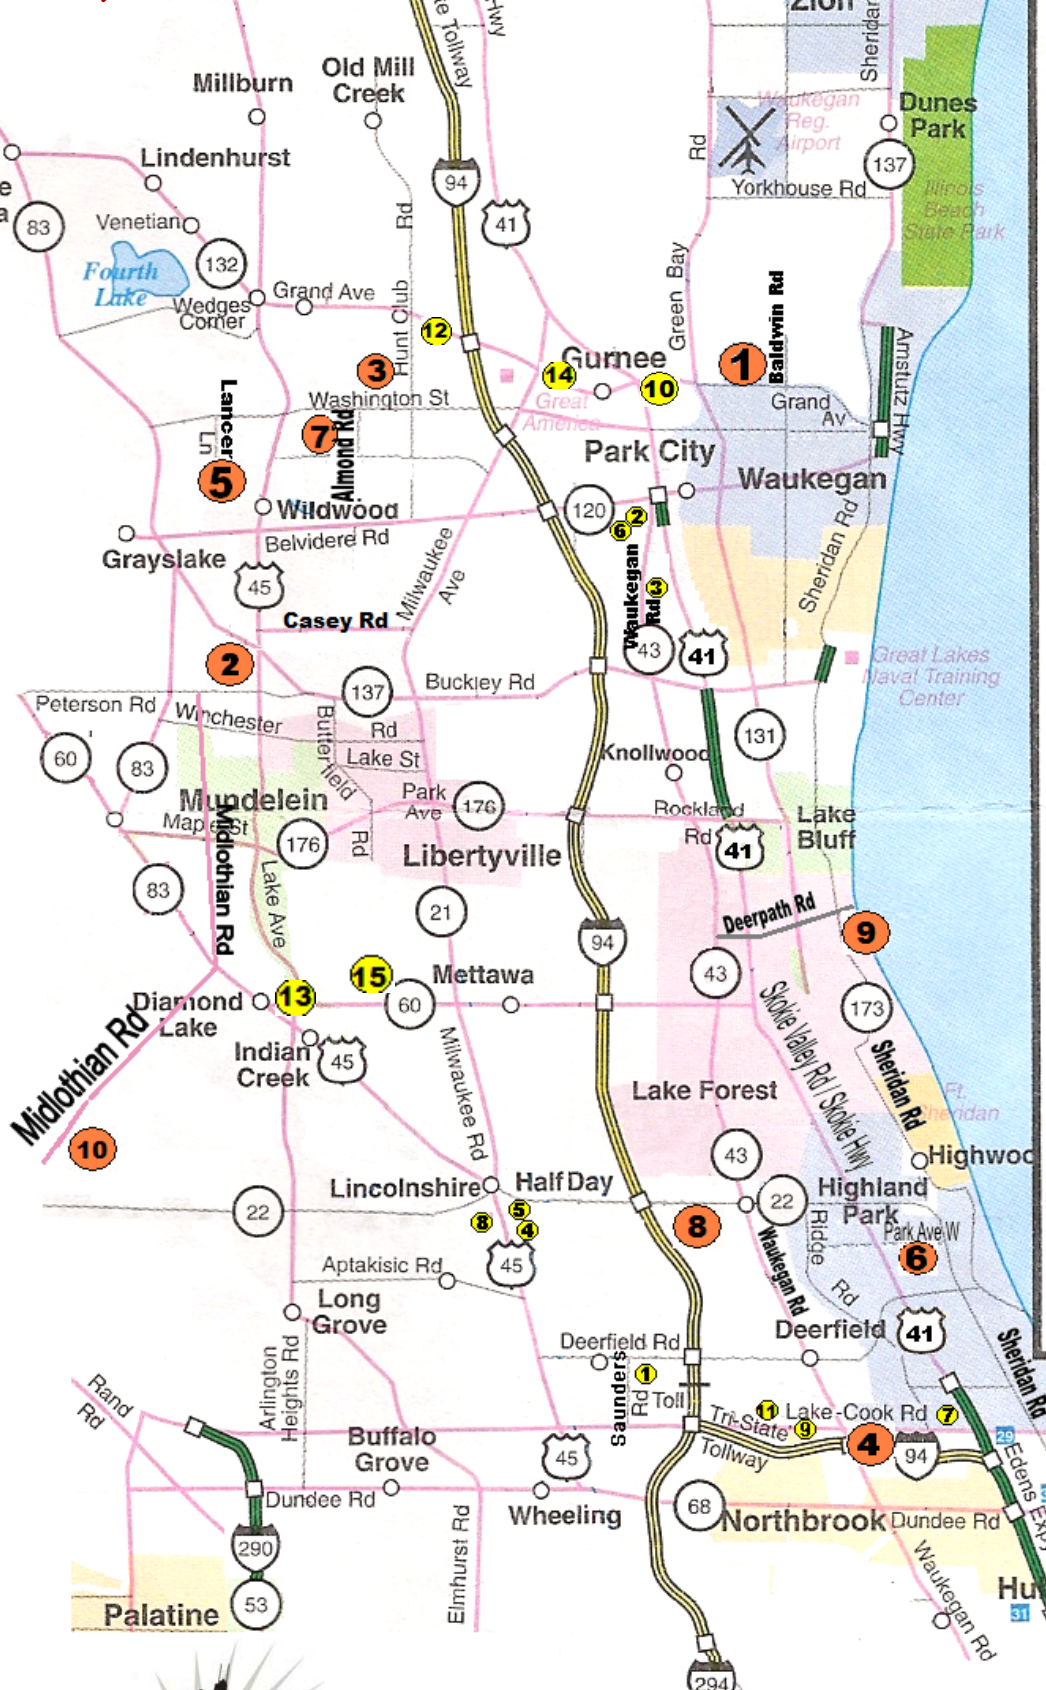 Zion
Hwy
te Tollway
Sheridan
Old Mill
Creek
Millburn
Dunes
Park
Waukegan
Reg.
Airport
Rd
137
Lindenhurst
Yorkhouse Rd
94
Illinois
Beach
State Park
e
a
83
Venetian
41
Rd
132
Fourth
Lake
Wedges
Corner
Grand Ave
Hunt Club
Green Bay
Baldwin Rd
12
Amstutz Hwy
Gurnee
1
3
14
10
Great
America
Washington St
Grand
Av
Lancer
7
Almond Rd
Park City
5
Waukegan
Wildwood
120
2
6
Belvidere Rd
Grayslake
Sheridan Rd
45
Milwaukee
Ave
Waukegan
Rd
3
Casey Rd
43
41
Great Lakes
Naval Training
Center
2
137
Buckley Rd
Peterson Rd
Winchester
Rd
Butterfield
Rd
60
83
131
Lake St
Knollwood
Mundelein
Park
Ave
176
Rockland
Rd
Lake
Bluff
Maple St
Midlothian Rd
176
41
Libertyville
83
Lake Ave
21
Deerpath Rd
9
94
43
15
Mettawa
13
60
Diamond
Lake
173
Skokie Valley Rd / Skokie Hwy
Midlothian Rd
Indian
Creek
45
Milwaukee Rd
Sheridan Rd
Lake Forest
Ft.
Sheridan
10
43
Highwoo
Lincolnshire
Half Day
22
22
Highland
Park
8
5
4
8
Ridge
Rd
Park Ave W
6
Waukegan Rd
45
Aptakisic Rd
Long
Grove
Deerfield
41
Deerfield Rd
Sheridan Rd
Arlington
Heights Rd
Saunders
Rd
1
Toll
Rand
Rd
Tri-State
Tollway
11
Lake-Cook Rd
7
9
4
94
29
Edens Expy
Buffalo
Grove
45
Dundee Rd
Wheeling
68
Northbrook
Dundee Rd
290
Elmhurst Rd
Waukegan Rd
53
Palatine
Hu
31
294